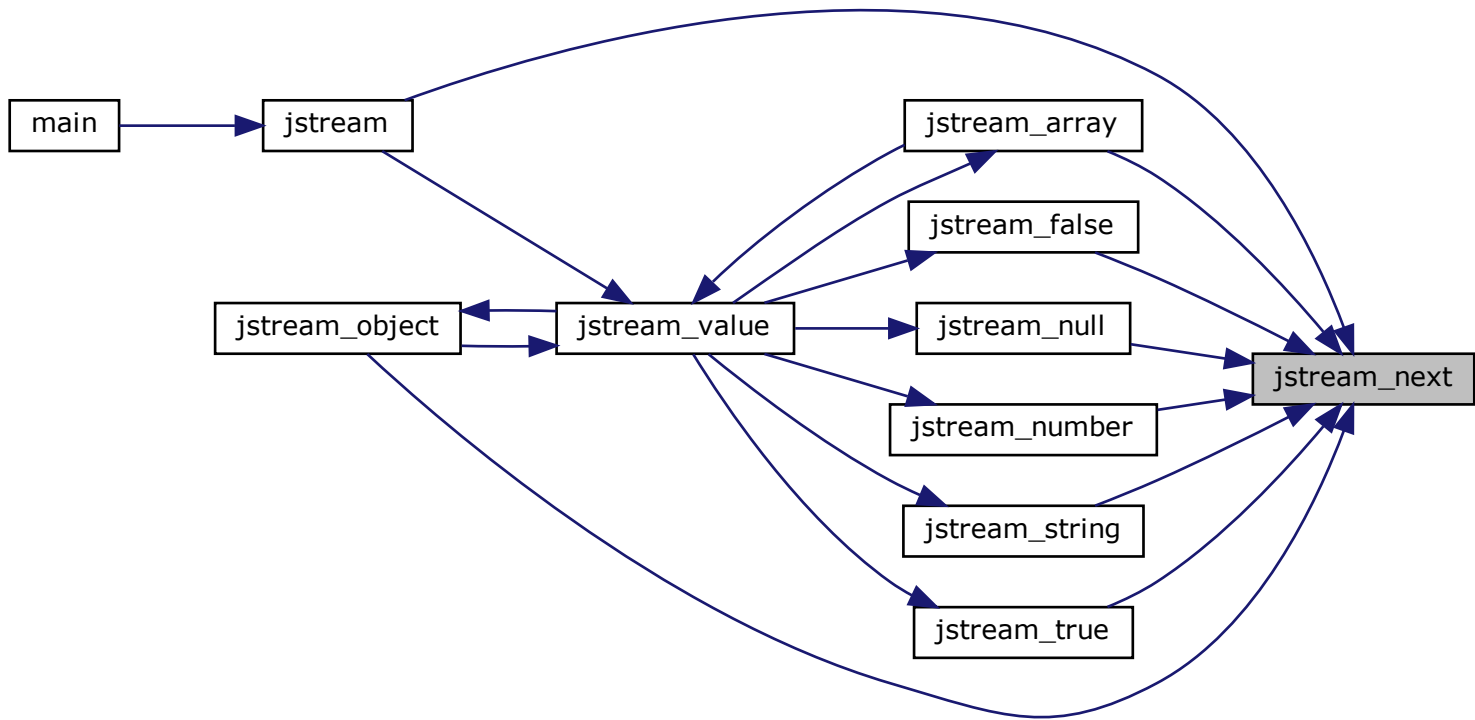 main
jstream
jstream_array
jstream_false
jstream_object
jstream_value
jstream_null
jstream_next
jstream_number
jstream_string
jstream_true